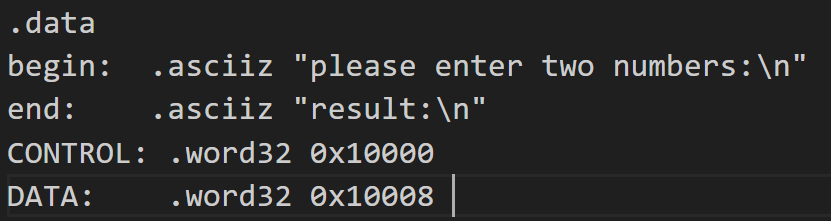 .data
begin:  .asciiz "please enter two numbers:\n"
end:    .asciiz "result:\n"
CONTROL: .word32 0x10000
DATA:    .word32 0x10008